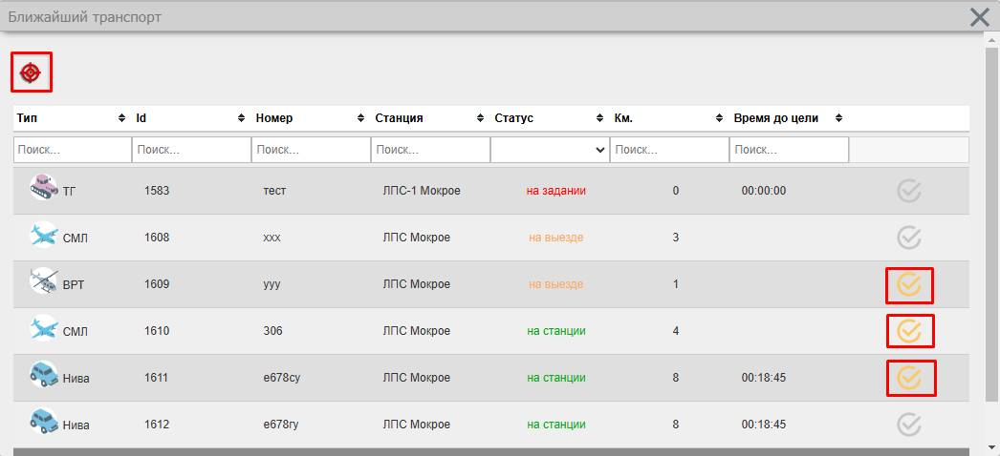 Ближайший транспорт
Тип Id Номер Станция Статус Км. Время до цели
Поиск... Поиск... Поиск... Поиск... Поиск... Поиск...
ТГ 1583 тест ЛПС-1 Мокрое на задании 0 00:00:00
СМЛ 1608 xxx ЛПС Мокрое на выезде 3
ВРТ 1609 yyy ЛПС Мокрое на выезде 1
СМЛ 1610 306 ЛПС Мокрое на станции 4
Нива 1611 е678су ЛПС Мокрое на станции 8 00:18:45
Нива 1612 е678гу ЛПС Мокрое на станции 8 00:18:45